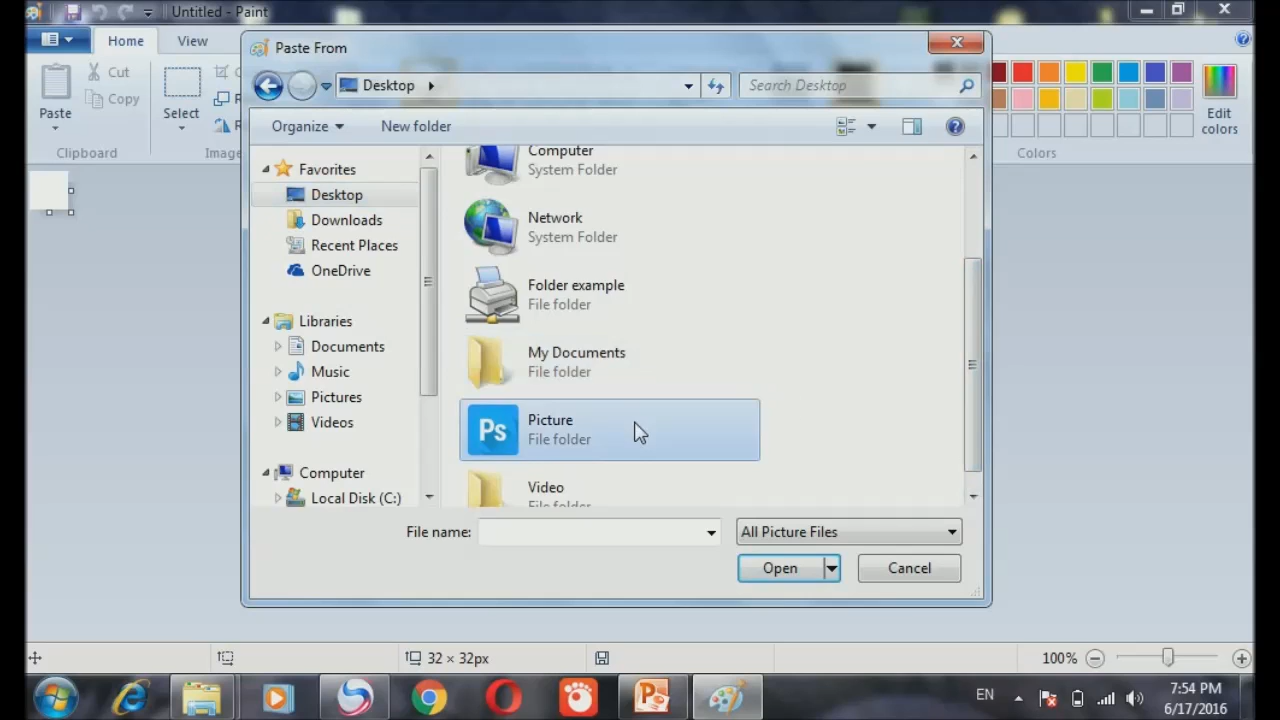 Untitled - Paint
Home
View
Paste
Cut
Copy
Select
Clipboard
Edit
colors
Colors
Paste From
Desktop
Search Desktop
Organize
New folder
Favorites
Desktop
Downloads
Recent Places
OneDrive
Libraries
Documents
Music
Pictures
Videos
Computer
Local Disk (C:)
Computer
System Folder
Network
System Folder
Folder example
File folder
My Documents
File folder
Ps
Picture
File folder
Video
File folder
File name:
All Picture Files
Open
Cancel
32 × 32px
100%
EN
7:54 PM
6/17/2016